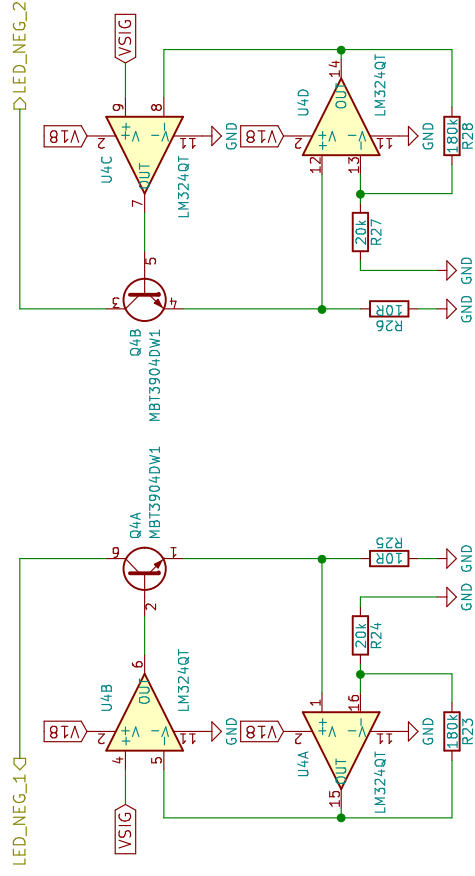 LED_NEG_2
VSIG
9
8
V18
2
+
-
V+
V-
11
GND
U4C
OUT
LM324QT
7
14
OUT
U4D
LM324QT
V18
2
+
-
V+
V-
11
GND
12
13
180k
R28
20k
R27
GND
5
3
4
Q4B
MBT3904DW1
10R
R26
GND
MBT3904DW1
Q4A
6
1
2
R25
10R
GND
GND
20k
R24
6
OUT
U4B
LM324QT
V18
2
+
-
V+
V-
11
GND
4
5
VSIG
LED_NEG_1
1
16
V18
2
+
-
V+
V-
11
GND
U4A
OUT
LM324QT
15
180k
R23